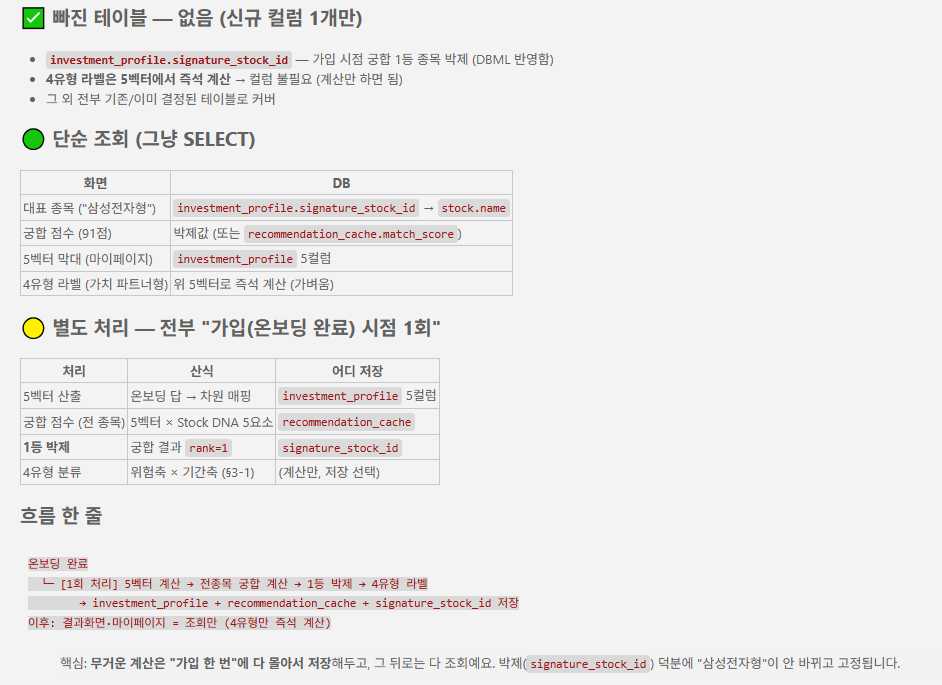 빠진 테이블 — 없음 (신규 컬럼 1개만)
investment_profile.signature_stock_id — 가입 시점 궁합 1등 종목 박제 (DBML 반영함)
4유형 라벨은 5벡터에서 즉석 계산 → 컬럼 불필요 (계산만 하면 됨)
그 외 전부 기존/이미 결정된 테이블로 커버
단순 조회 (그냥 SELECT)
화면 DB
대표 종목 ("삼성전자형") investment_profile.signature_stock_id → stock.name
궁합 점수 (91점) 박제값 (또는 recommendation_cache.match_score)
5벡터 막대 (마이페이지) investment_profile 5컬럼
4유형 라벨 (가치 파트너형) 위 5벡터로 즉석 계산 (가벼움)
별도 처리 — 전부 "가입(온보딩 완료) 시점 1회"
처리 산식 어디 저장
5벡터 산출 온보딩 답 → 차원 매핑 investment_profile 5컬럼
궁합 점수 (전 종목) 5벡터 × Stock DNA 5요소 recommendation_cache
1등 박제 궁합 결과 rank=1 signature_stock_id
4유형 분류 위험축 × 기간축 (§3-1) (계산만, 저장 선택)
흐름 한 줄
온보딩 완료
└─ [1회 처리] 5벡터 계산 → 전종목 궁합 계산 → 1등 박제 → 4유형 라벨
→ investment_profile + recommendation_cache + signature_stock_id 저장
이후: 결과화면·마이페이지 = 조회만 (4유형만 즉석 계산)
핵심: 무거운 계산은 "가입 한 번"에 다 몰아서 저장해두고, 그 뒤로는 다 조회예요. 박제(signature_stock_id) 덕분에 "삼성전자형"이 안 바뀌고 고정됩니다.